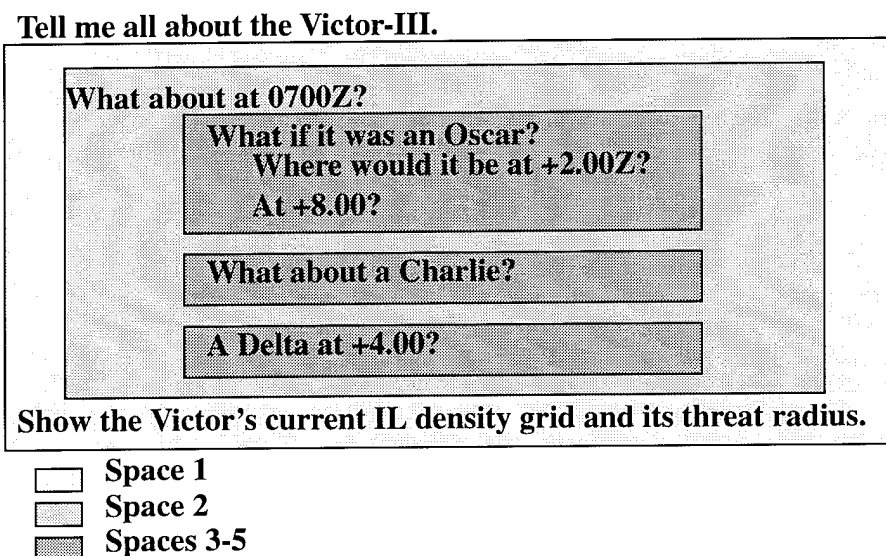 Tell me all about the Victor-III.
What about at 0700Z?
What if it was an Oscar?
Where would it be at +2.00Z?
At +8.00?
What about a Charlie?
A Delta at +4.00?
Show the Victor's current IL density grid and its threat radius.
Space 1
Space 2
Spaces 3-5